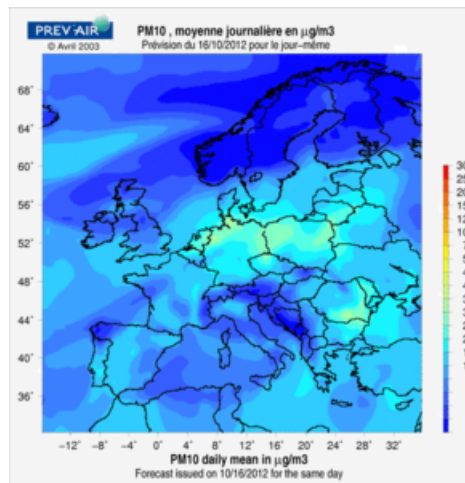 PREV'AIR
© Avril 2003
PM10 , moyenne journalière en µg/m3
Prévision du 16/10/2012 pour le jour-même
68°
64°
60°
56°
52°
48°
44°
40°
36°
−12° −8° −4° 0° 4° 8° 12° 16° 20° 24° 28° 32°
PM10 daily mean in µg/m3
Forecast issued on 10/16/2012 for the same day